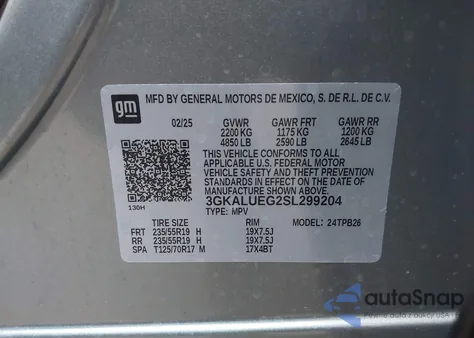 gm
MFD BY GENERAL MOTORS DE MEXICO, S. DE R.L. DE C.V.
02/25 GVWR GAWR FRT GAWR RR
2200 KG 1175 KG 1200 KG
4850 LB 2590 LB 2645 LB
THIS VEHICLE CONFORMS TO ALL
APPLICABLE U.S. FEDERAL MOTOR
VEHICLE SAFETY AND THEFT PREVENTION
STANDARDS IN EFFECT ON THE DATE OF
MANUFACTURE SHOWN ABOVE.
3GKALUEG2SL299204
130H TYPE: MPV
TIRE SIZE RIM 24TPB26
FRT 235/55R19 H 19X7.5J
RR 235/55R19 H 19X7.5J
SPA T125/70R17 M 17X4BT
autoSnap